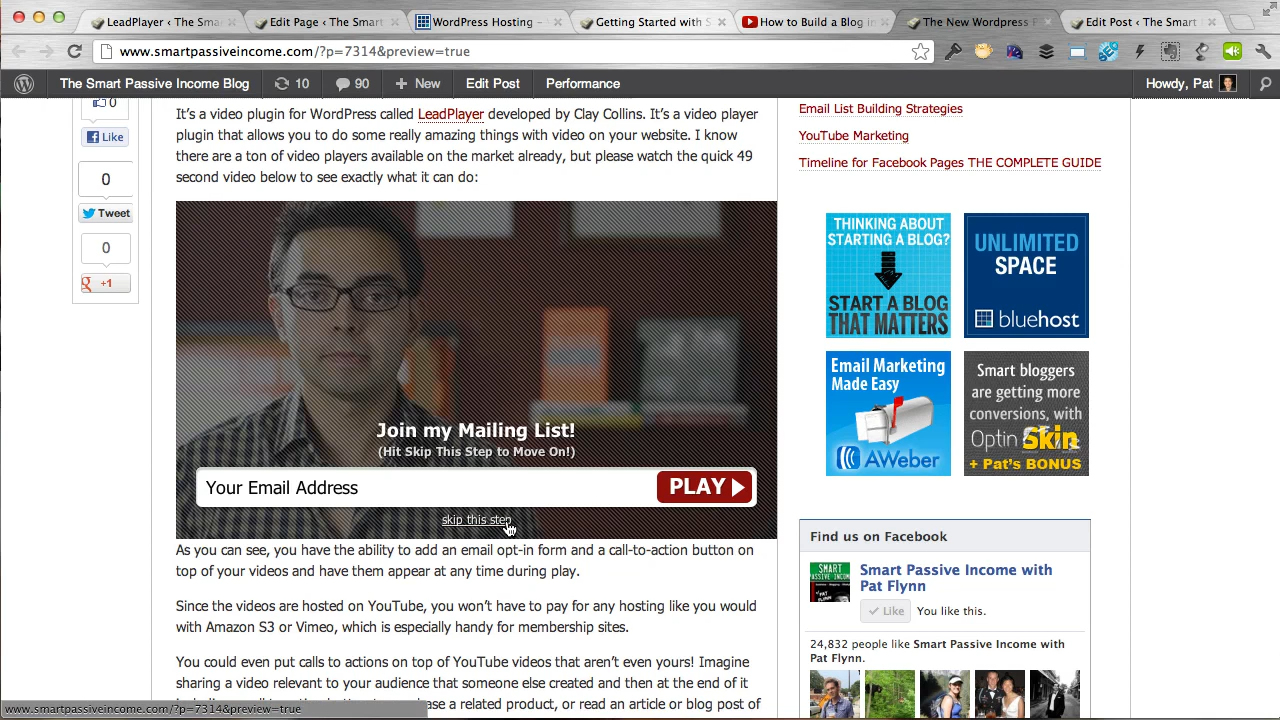 LeadPlayer ‹ The Sma
Edit Page ‹ The Smart
WordPress Hosting –
Getting Started with S
How to Build a Blog in
The New Wordpress P
Edit Post ‹ The Smart
www.smartpassiveincome.com/?p=7314&preview=true
The Smart Passive Income Blog
10
90
New
Edit Post
Performance
Howdy, Pat
0
Like
0
Tweet
0
+1
It's a video plugin for WordPress called LeadPlayer developed by Clay Collins. It's a video player
plugin that allows you to do some really amazing things with video on your website. I know
there are a ton of video players available on the market already, but please watch the quick 49
second video below to see exactly what it can do:
Join my Mailing List!
(Hit Skip This Step to Move On!)
Your Email Address
PLAY
skip this step
As you can see, you have the ability to add an email opt-in form and a call-to-action button on
top of your videos and have them appear at any time during play.
Since the videos are hosted on YouTube, you won't have to pay for any hosting like you would
with Amazon S3 or Vimeo, which is especially handy for membership sites.
You could even put calls to actions on top of YouTube videos that aren't even yours! Imagine
sharing a video relevant to your audience that someone else created and then at the end of it
a related product, or read an article or blog post of
www.smartpassiveincome.com/?p=7314&preview=true
Email List Building Strategies
YouTube Marketing
Timeline for Facebook Pages THE COMPLETE GUIDE
THINKING ABOUT
STARTING A BLOG?
START A BLOG
THAT MATTERS
UNLIMITED
SPACE
bluehost
Email Marketing
Made Easy
AWeber
Smart bloggers
are getting more
conversions, with
Optin Skin
+ Pat's BONUS
Find us on Facebook
SMART
PASSIVE INCOME
PAT FLYNN
Smart Passive Income with
Pat Flynn
Like
You like this.
24,832 people like Smart Passive Income with
Pat Flynn.